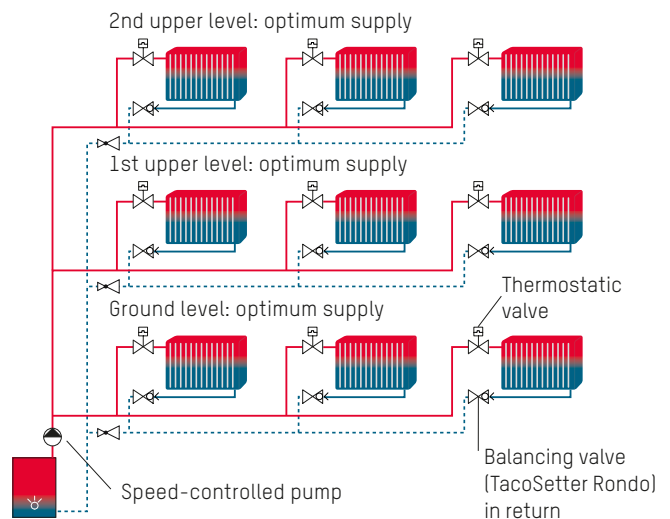 2nd upper level: optimum supply
1st upper level: optimum supply
Ground level: optimum supply
Thermostatic
valve
Speed-controlled pump
Balancing valve
(TacoSetter Rondo)
in return